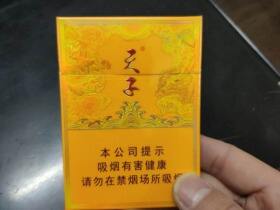 天子
本公司提示
吸烟有害健康
请勿在禁烟场所吸烟